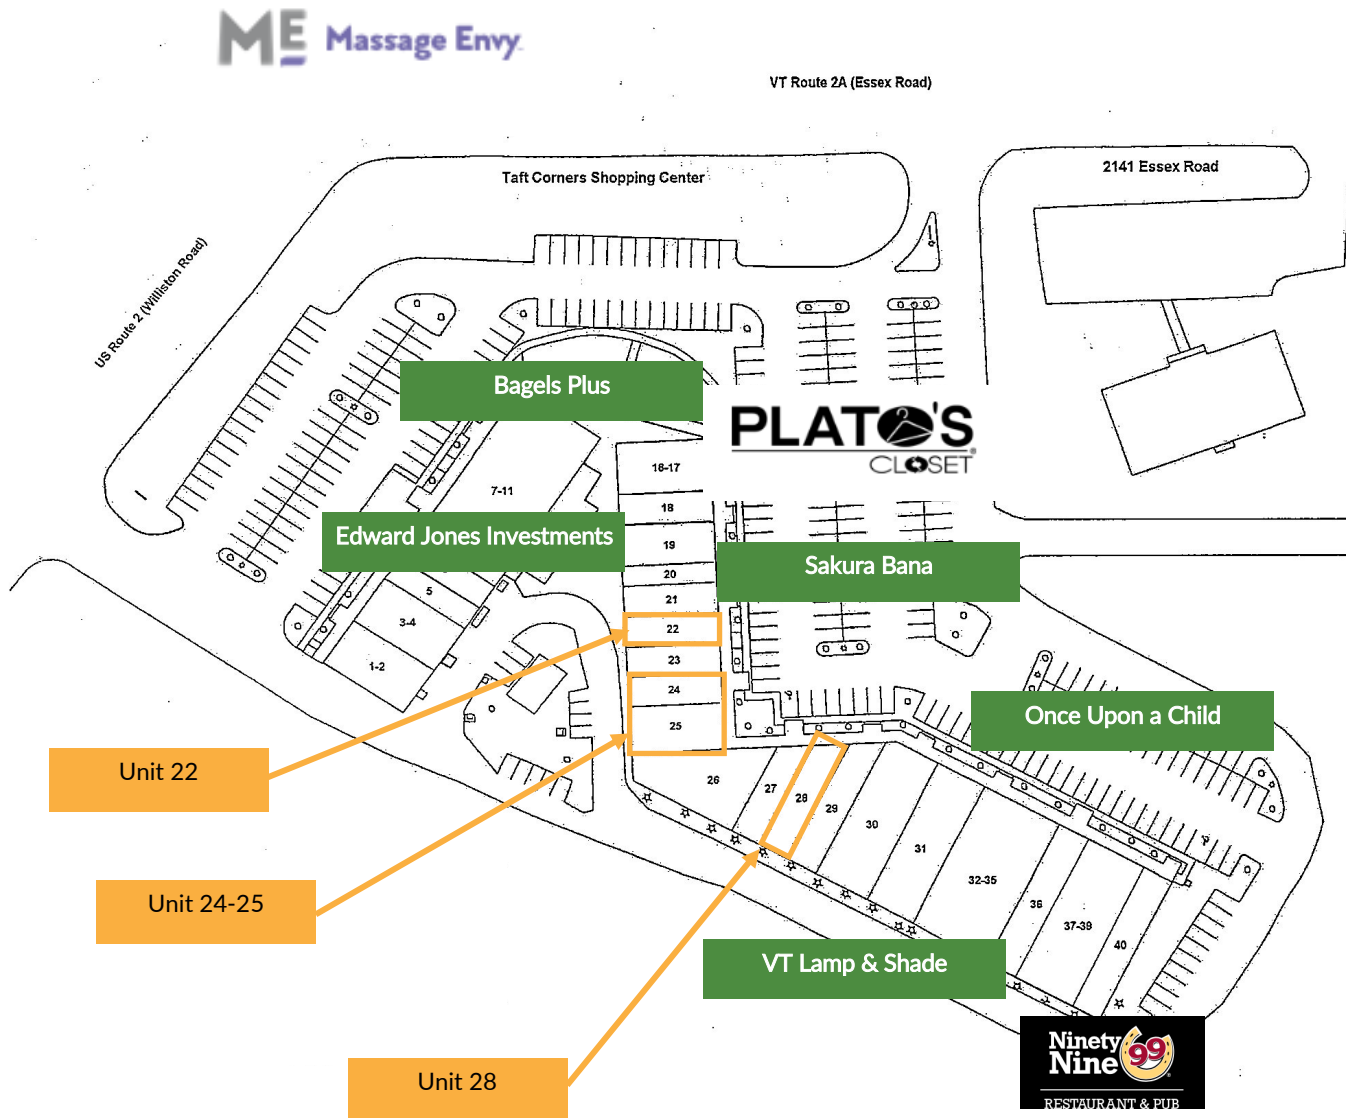 ME Massage Envy
VT Route 2A (Essex Road)
Taft Corners Shopping Center
2141 Essex Road
US Route 2 (Williston Road)
Bagels Plus
PLATO'S
CLOSET
16-17
7-11
18
Edward Jones Investments
19
Sakura Bana
20
5
21
3-4
22
23
1-2
24
Once Upon a Child
25
Unit 22
26
27
28
29
30
31
32-35
Unit 24-25
36
37-39
40
VT Lamp & Shade
Ninety
Nine 99
RESTAURANT & PUB
Unit 28